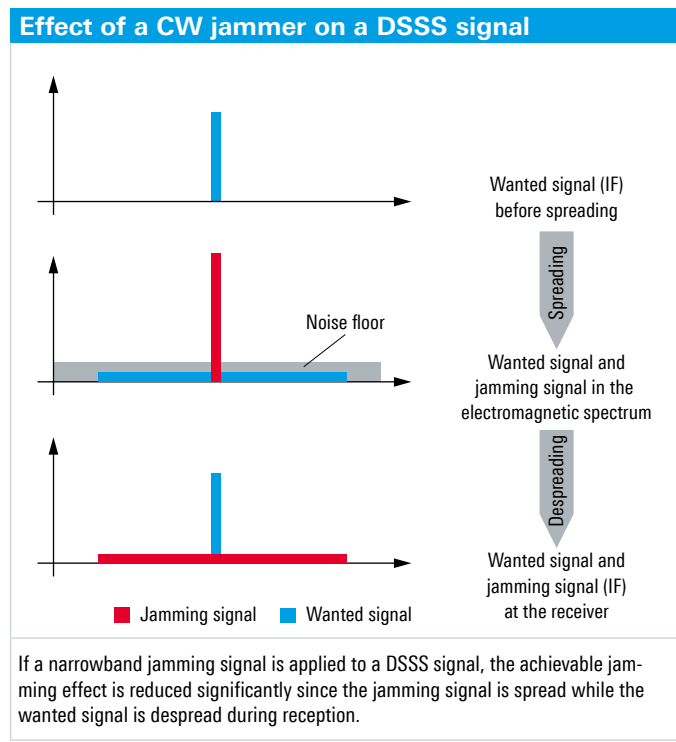 Effect of a CW jammer on a DSSS signal
Wanted signal (IF)
before spreading
Spreading
Noise floor
Wanted signal and
jamming signal in the
electromagnetic spectrum
Despreading
Wanted signal and
jamming signal (IF)
at the receiver
Jamming signal
Wanted signal
If a narrowband jamming signal is applied to a DSSS signal, the achievable jam-
ming effect is reduced significantly since the jamming signal is spread while the
wanted signal is despread during reception.